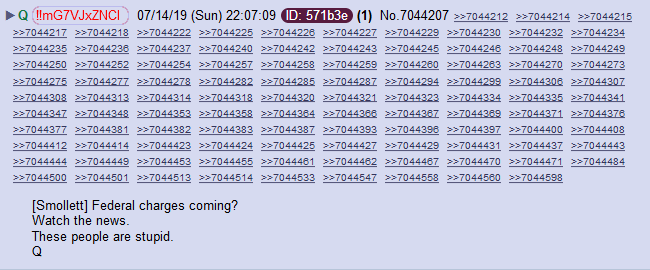 ▶ Q !!mG7VJxZNCI 07/14/19 (Sun) 22:07:09 ID: 571b3e (1) No.7044207 >>7044212 >>7044214 >>7044215
>>7044217 >>7044218 >>7044222 >>7044225 >>7044226 >>7044227 >>7044229 >>7044230 >>7044232 >>7044234
>>7044235 >>7044236 >>7044237 >>7044240 >>7044242 >>7044243 >>7044245 >>7044246 >>7044248 >>7044249
>>7044250 >>7044252 >>7044254 >>7044257 >>7044258 >>7044259 >>7044260 >>7044263 >>7044270 >>7044273
>>7044275 >>7044277 >>7044278 >>7044282 >>7044285 >>7044287 >>7044294 >>7044299 >>7044306 >>7044307
>>7044308 >>7044313 >>7044314 >>7044318 >>7044320 >>7044321 >>7044323 >>7044334 >>7044335 >>7044341
>>7044347 >>7044348 >>7044353 >>7044358 >>7044364 >>7044366 >>7044367 >>7044369 >>7044371 >>7044376
>>7044377 >>7044381 >>7044382 >>7044383 >>7044387 >>7044393 >>7044396 >>7044397 >>7044400 >>7044408
>>7044412 >>7044414 >>7044423 >>7044424 >>7044425 >>7044427 >>7044429 >>7044431 >>7044437 >>7044443
>>7044444 >>7044449 >>7044453 >>7044455 >>7044461 >>7044462 >>7044467 >>7044470 >>7044471 >>7044484
>>7044500 >>7044501 >>7044513 >>7044514 >>7044533 >>7044547 >>7044558 >>7044560 >>7044598
[Smollett] Federal charges coming?
Watch the news.
These people are stupid.
Q